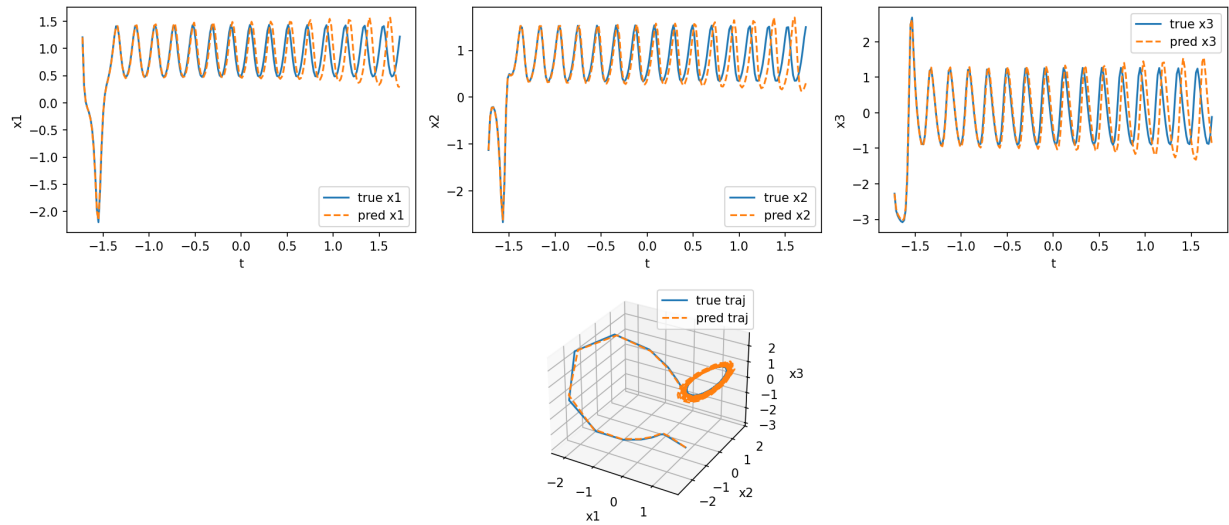 1.5
1.0
0.5
0.0
−0.5
−1.0
−1.5
−2.0
x1
true x1
pred x1
−1.5 −1.0 −0.5 0.0 0.5 1.0 1.5
t
1
0
−1
−2
x2
true x2
pred x2
−1.5 −1.0 −0.5 0.0 0.5 1.0 1.5
t
2
1
0
−1
−2
−3
x3
true x3
pred x3
−1.5 −1.0 −0.5 0.0 0.5 1.0 1.5
t
true traj
pred traj
2
1
0
−1
−2
−3
x3
−2 −1 0 1
x1
−2 −1 0 1 2
x2